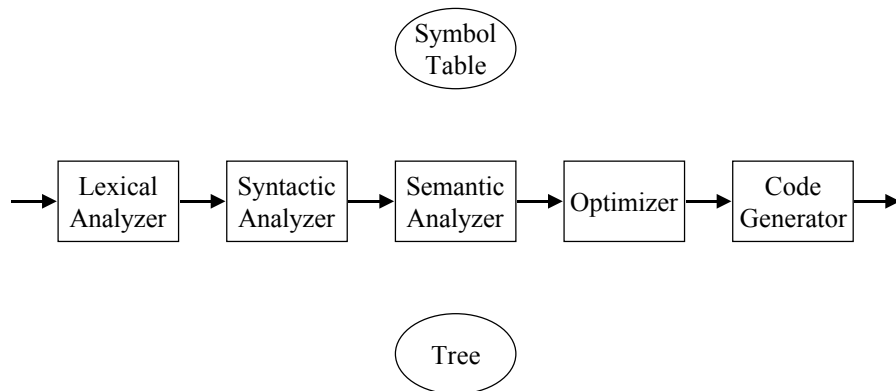 Symbol
Table
Lexical
Analyzer
Syntactic
Analyzer
Semantic
Analyzer
Optimizer
Code
Generator
Tree